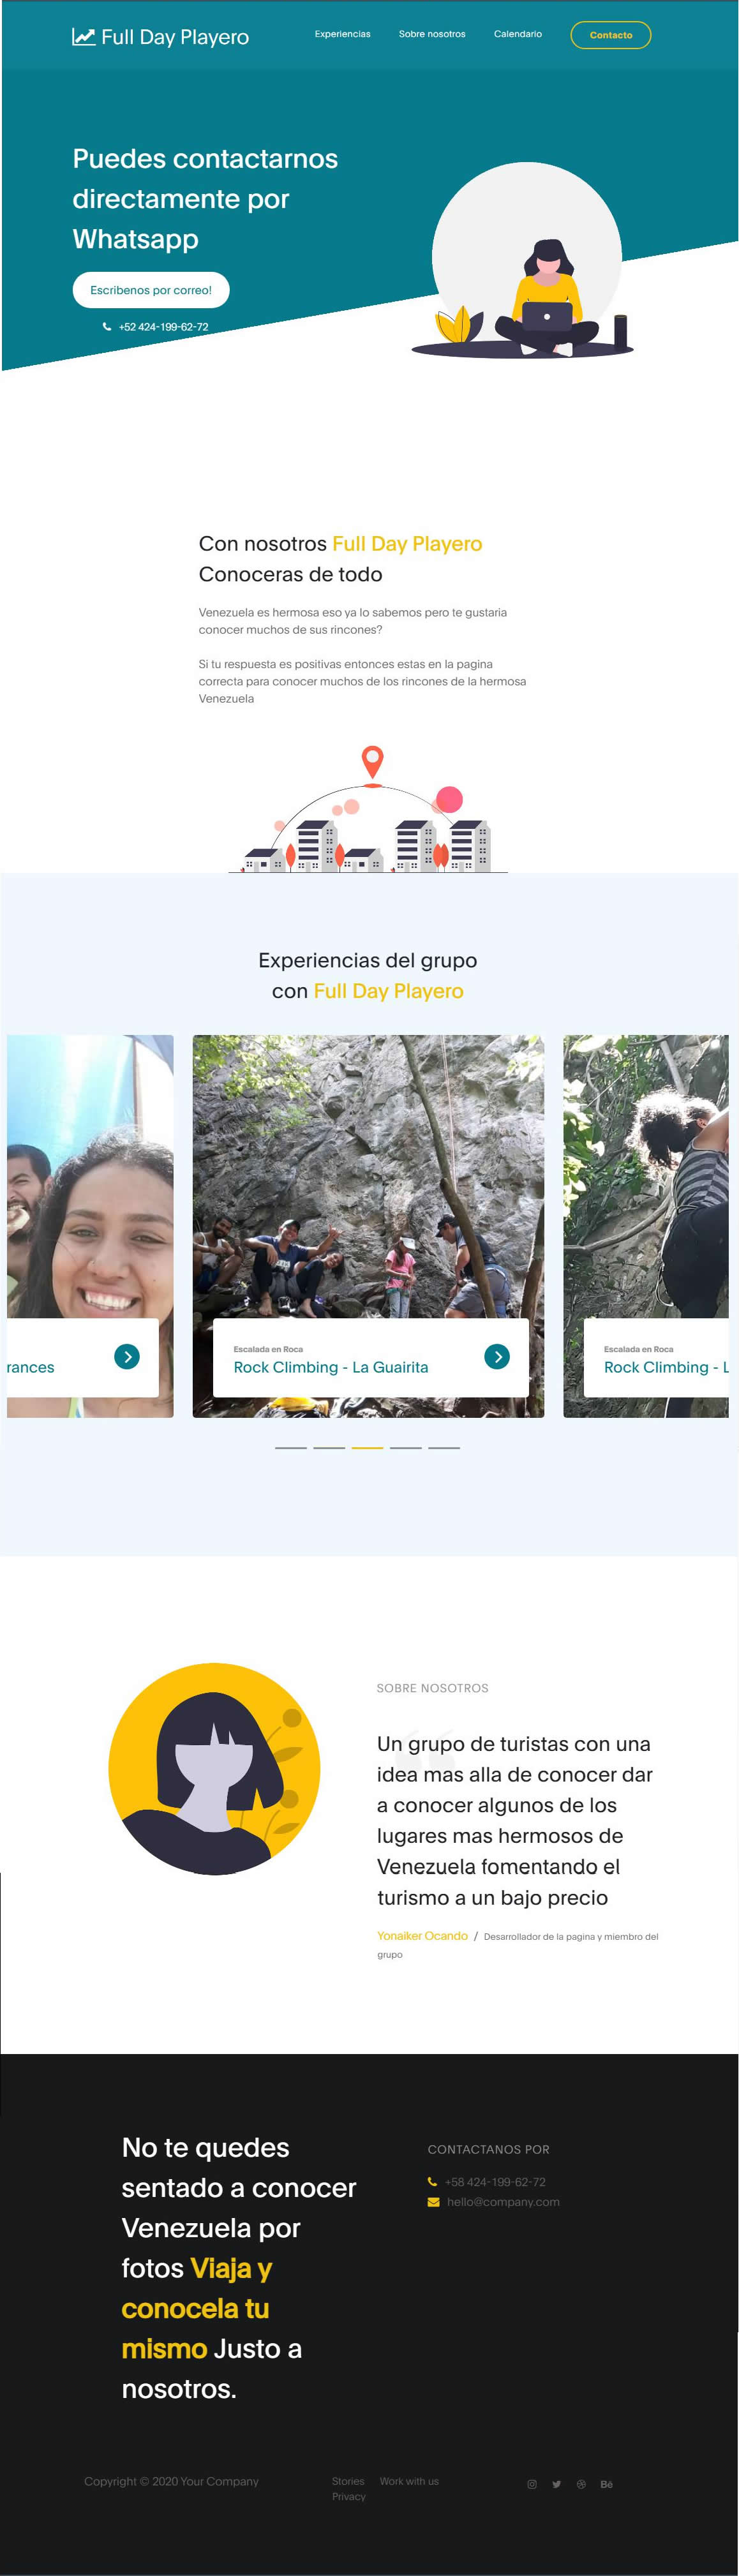 Full Day Playero
Experiencias
Sobre nosotros
Calendario
Contacto
Puedes contactarnos
directamente por
Whatsapp
Escribenos por correo!
+52 424-199-62-72
Con nosotros Full Day Playero
Conoceras de todo
Venezuela es hermosa eso ya lo sabemos pero te gustaria
conocer muchos de sus rincones?
Si tu respuesta es positivas entonces estas en la pagina
correcta para conocer muchos de los rincones de la hermosa
Venezuela
Experiencias del grupo
con Full Day Playero
rances
Escalada en Roca
Rock Climbing - La Guairita
Escalada en Roca
Rock Climbing - L
SOBRE NOSOTROS
Un grupo de turistas con una
idea mas alla de conocer dar
a conocer algunos de los
lugares mas hermosos de
Venezuela fomentando el
turismo a un bajo precio
Yonaiker Ocando / Desarrollador de la pagina y miembro del
grupo
No te quedes
sentado a conocer
Venezuela por
fotos Viaja y
conocela tu
mismo Justo a
nosotros.
CONTACTANOS POR
+58 424-199-62-72
hello@company.com
Copyright © 2020 Your Company
Stories Work with us
Privacy
Bē